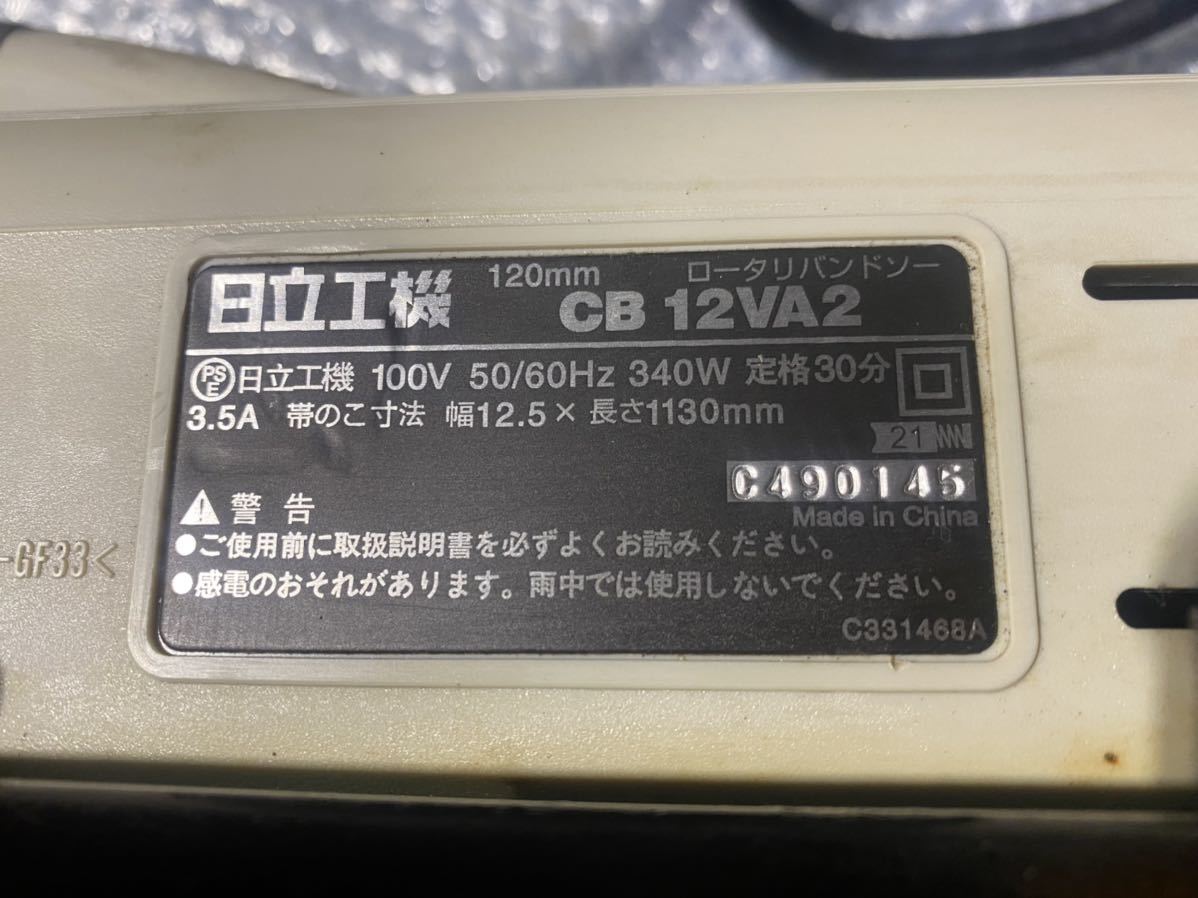 120mm ロータリバンドソー
日立工機 CB 12VA2
PSE 日立工機 100V 50/60Hz 340W 定格30分
3.5A 帯のこ寸法 幅12.5×長さ1130mm
21
C490145
Made in China
警告
●ご使用前に取扱説明書を必ずよくお読みください。
●感電のおそれがあります。雨中では使用しないでください。
C331468A
-GF33<